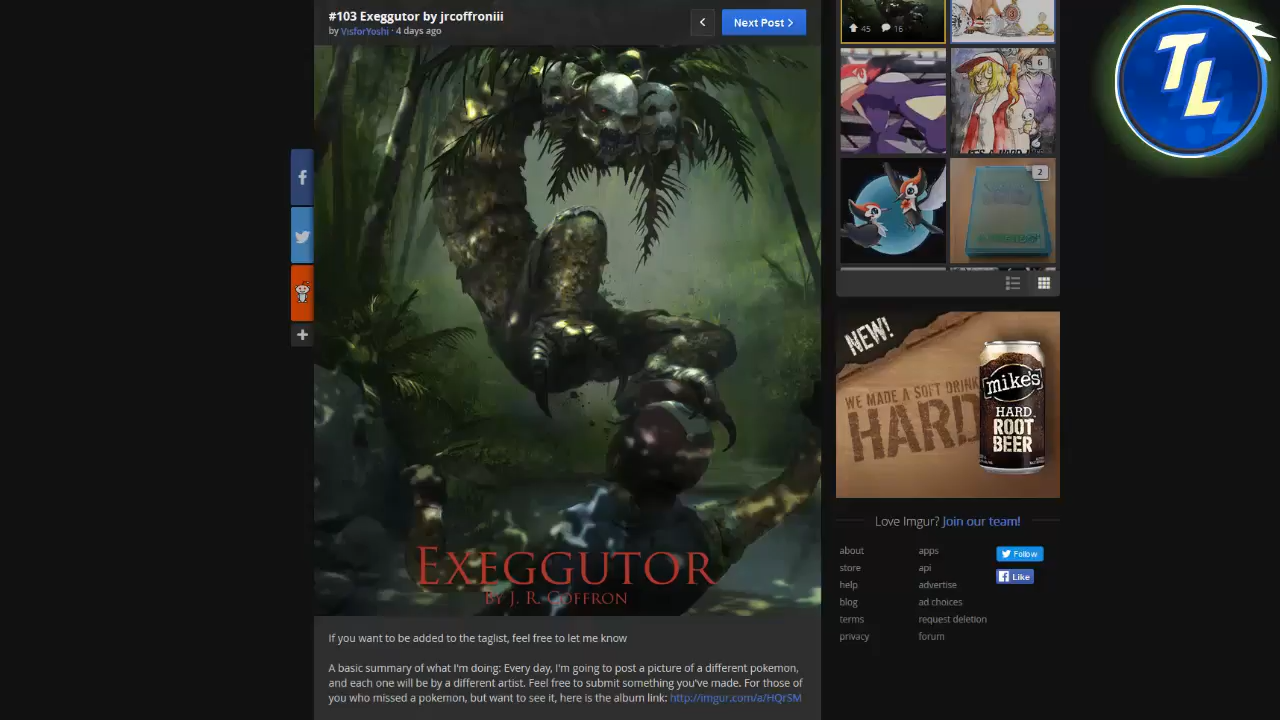 #103 Exeggutor by jrcoffroniii
by VisforYoshi · 4 days ago
Next Post
45 16
6
2
TL
EXEGGUTOR
BY J. R. COFFRON
If you want to be added to the taglist, feel free to let me know
A basic summary of what I'm doing: Every day, I'm going to post a picture of a different pokemon,
and each one will be by a different artist. Feel free to submit something you've made. For those of
you who missed a pokemon, but want to see it, here is the album link: http://imgur.com/a/HQrSM
NEW!
WE MADE A SOFT DRINK
HARD
mike's
HARD
ROOT
BEER
Love Imgur? Join our team!
about apps Follow
store api
help advertise Like
blog ad choices
terms request deletion
privacy forum